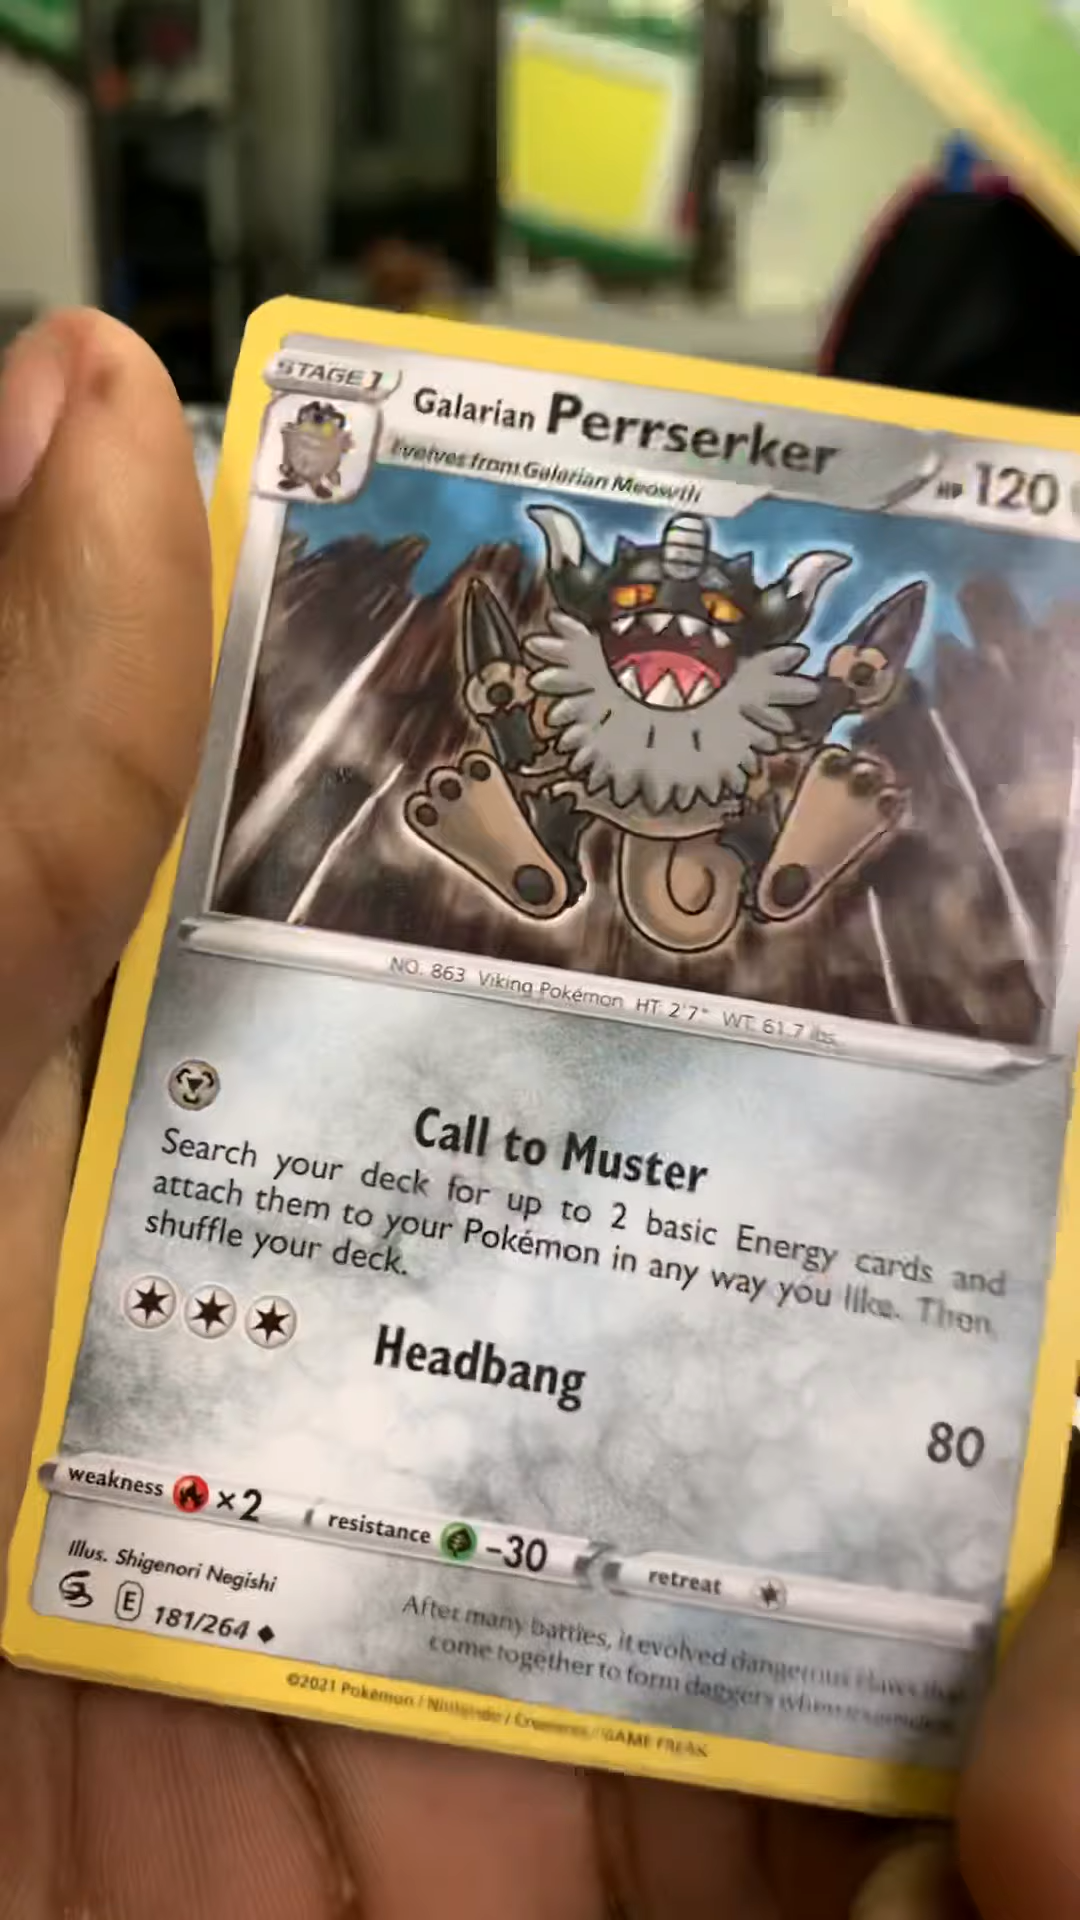 STAGE 1
Galarian Perrserker
HP 120
Evolves from Galarian Meowth
NO. 863 Viking Pokémon HT: 2'7" WT: 61.7 lbs.
Call to Muster
Search your deck for up to 2 basic Energy cards and
attach them to your Pokémon in any way you like. Then,
shuffle your deck.
Headbang
80
weakness ×2 resistance -30 retreat
Illus. Shigenori Negishi
E 181/264
After many battles, it evolved dangerous claws that
come together to form daggers when
©2021 Pokémon / Nintendo / Creatures / GAME FREAK